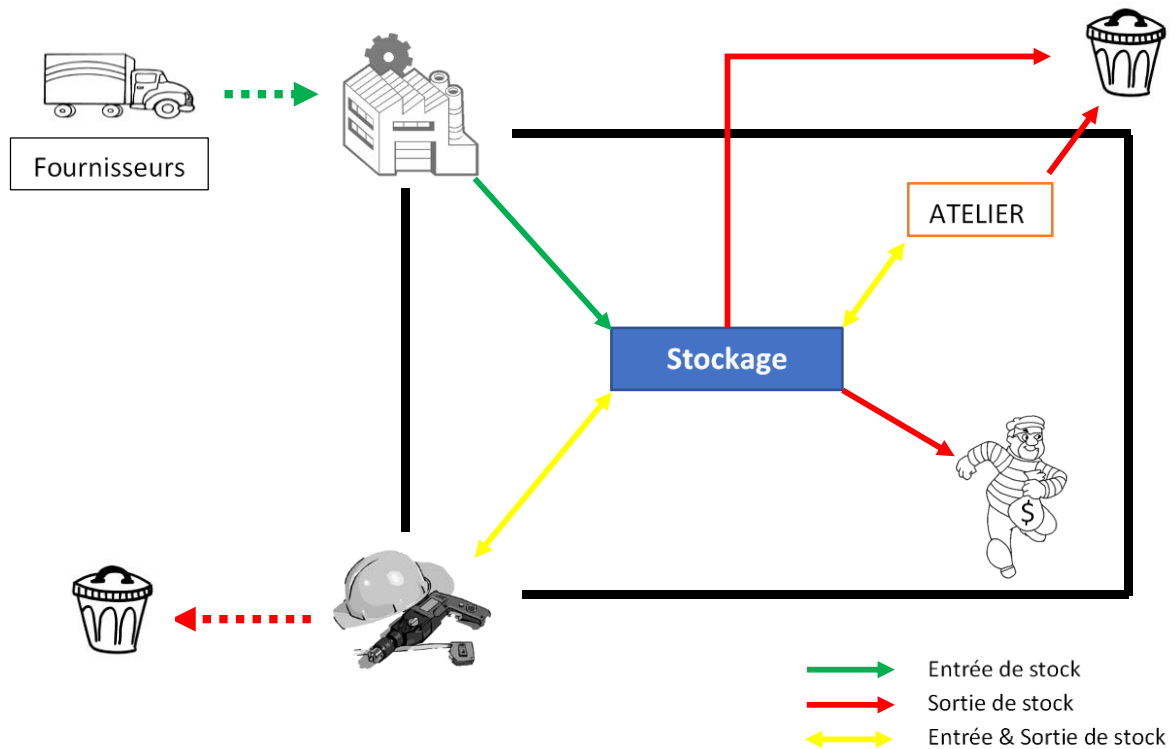 Fournisseurs
ATELIER
Stockage
$
Entrée de stock
Sortie de stock
Entrée & Sortie de stock